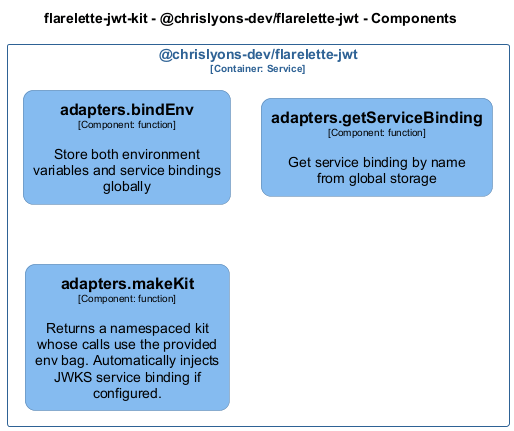 flarelette-jwt-kit - @chrislyons-dev/flarelette-jwt - Components
@chrislyons-dev/flarelette-jwt
[Container: Service]
adapters.bindEnv
[Component: function]
Store both environment
variables and service bindings
globally
adapters.getServiceBinding
[Component: function]
Get service binding by name
from global storage
adapters.makeKit
[Component: function]
Returns a namespaced kit
whose calls use the provided
env bag. Automatically injects
JWKS service binding if
configured.